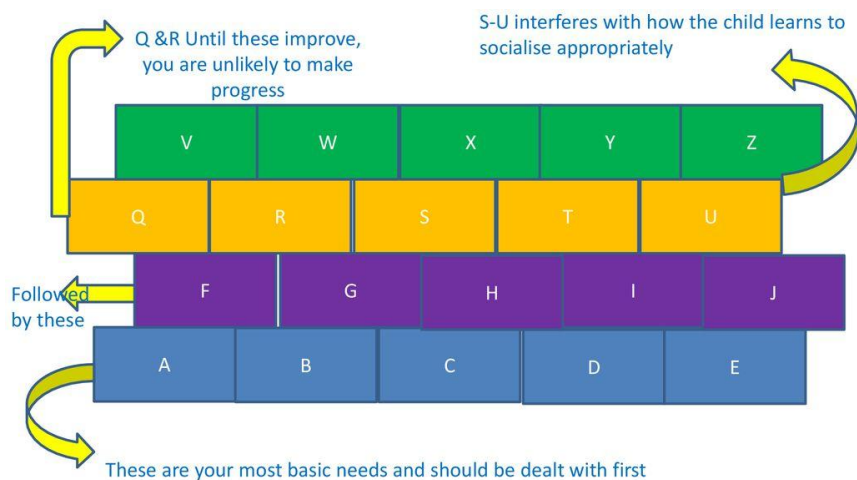 S-U interferes with how the child learns to
socialise appropriately
Q &R Until these improve,
you are unlikely to make
progress
V W X Y Z
Q R S T U
Followed
by these
F G H I J
A B C D E
These are your most basic needs and should be dealt with first